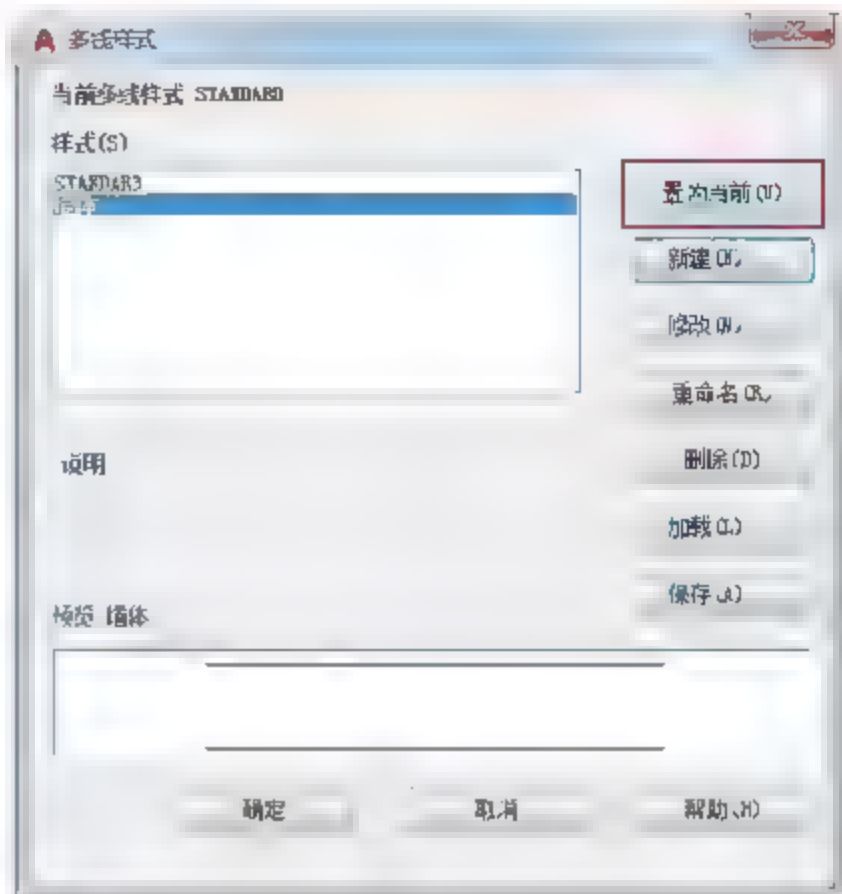 多线样式
当前多线样式 STANDARD
样式(S)
STANDARD
置为当前(U)
新建(N)
修改(M)
重命名(R)
删除(D)
加载(L)
保存(A)
说明
预览 墙体
确定
取消
帮助(H)